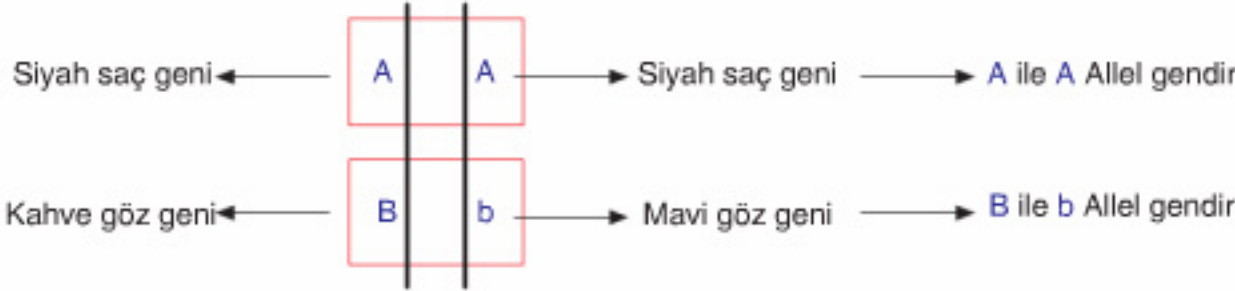 Siyah saç geni A A Siyah saç geni A ile A Allel gendir
Kahve göz geni B b Mavi göz geni B ile b Allel gendir